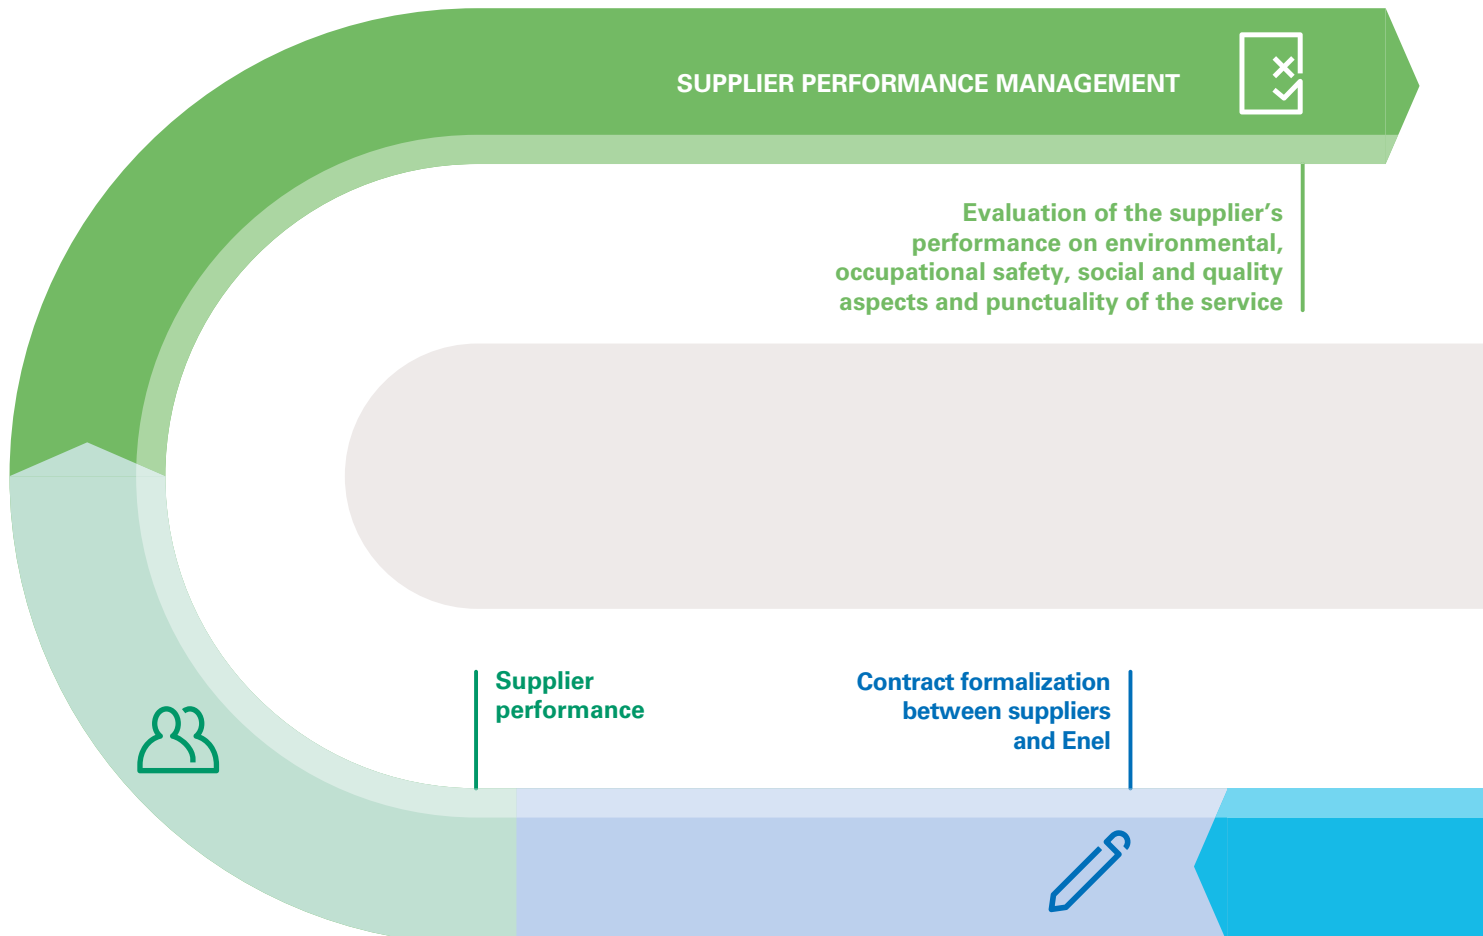 SUPPLIER PERFORMANCE MANAGEMENT
Evaluation of the supplier’s
performance on environmental,
occupational safety, social and quality
aspects and punctuality of the service
Supplier
performance
Contract formalization
between suppliers
and Enel